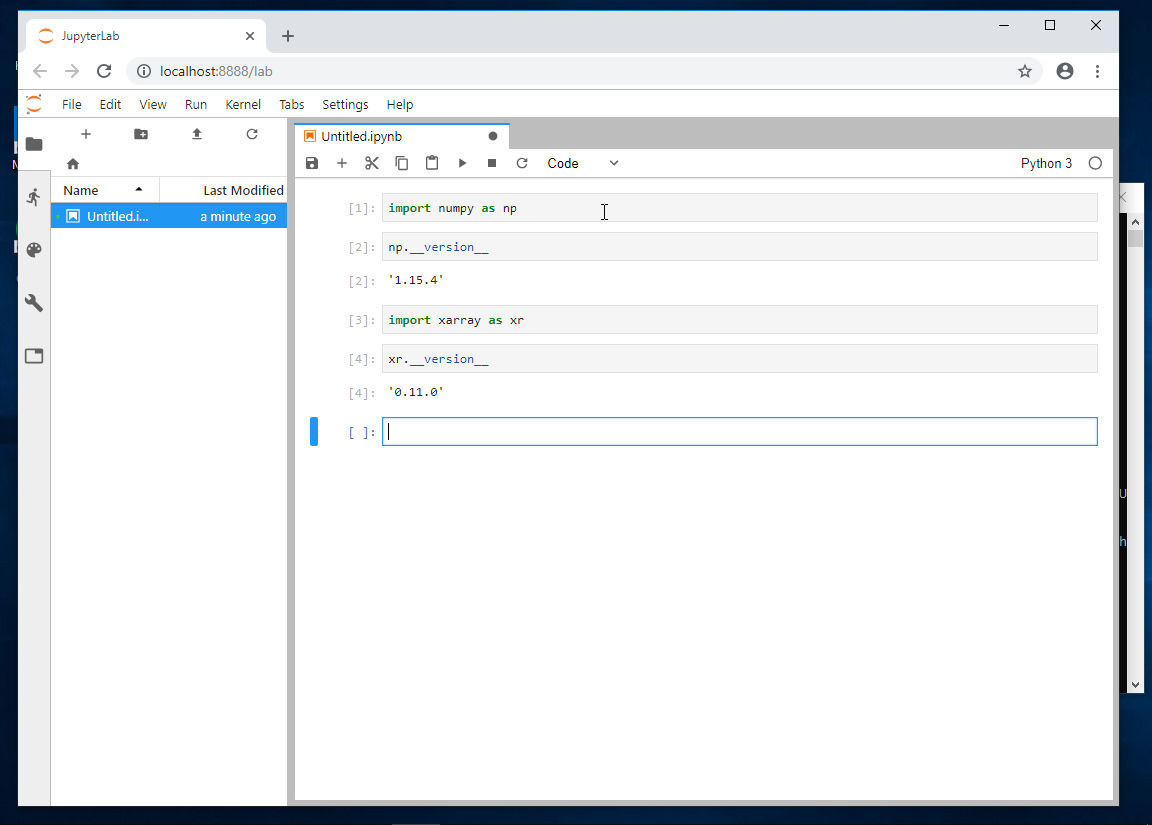 JupyterLab
localhost:8888/lab
File Edit View Run Kernel Tabs Settings Help
Untitled.ipynb
Code Python 3
Name Last Modified
Untitled.i... a minute ago
[1]: import numpy as np
[2]: np.__version__
[2]: '1.15.4'
[3]: import xarray as xr
[4]: xr.__version__
[4]: '0.11.0'
[ ]: